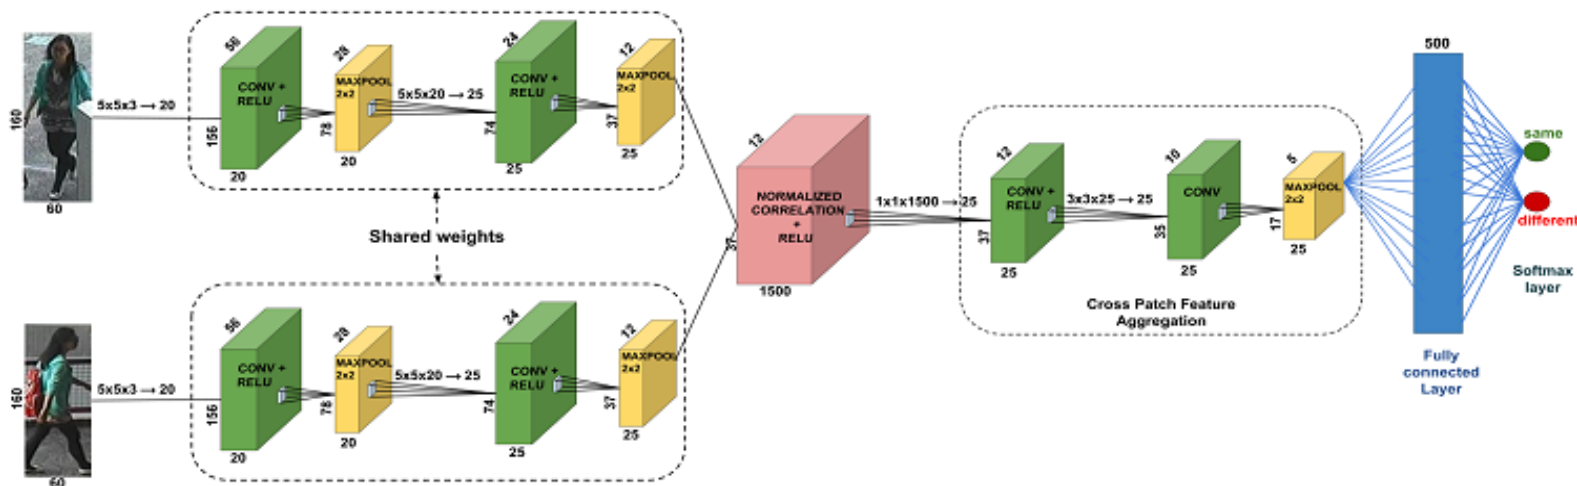 160
60
5x5x3 → 20
56
CONV +
RELU
156
20
28
MAXPOOL
2x2
78
20
5x5x20 → 25
24
CONV +
RELU
74
25
12
MAXPOOL
2x2
37
25
Shared weights
160
60
5x5x3 → 20
56
CONV +
RELU
156
20
28
MAXPOOL
2x2
78
20
5x5x20 → 25
24
CONV +
RELU
74
25
12
MAXPOOL
2x2
37
25
12
NORMALIZED
CORRELATION
+
RELU
37
1500
1x1x1500 → 25
12
CONV +
RELU
37
25
3x3x25 → 25
10
CONV
35
25
5
MAXPOOL
2x2
17
25
Cross Patch Feature
Aggregation
500
Fully
connected
Layer
same
different
Softmax
layer